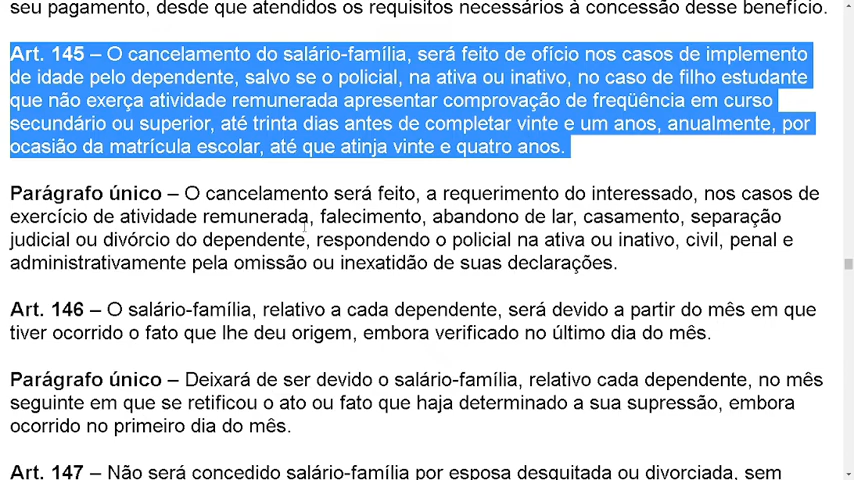 seu pagamento, desde que atendidos os requisitos necessários à concessão desse benefício.
Art. 145 – O cancelamento do salário-família, será feito de ofício nos casos de implemento
de idade pelo dependente, salvo se o policial, na ativa ou inativo, no caso de filho estudante
que não exerça atividade remunerada apresentar comprovação de freqüência em curso
secundário ou superior, até trinta dias antes de completar vinte e um anos, anualmente, por
ocasião da matrícula escolar, até que atinja vinte e quatro anos.
Parágrafo único – O cancelamento será feito, a requerimento do interessado, nos casos de
exercício de atividade remunerada, falecimento, abandono de lar, casamento, separação
judicial ou divórcio do dependente, respondendo o policial na ativa ou inativo, civil, penal e
administrativamente pela omissão ou inexatidão de suas declarações.
Art. 146 – O salário-família, relativo a cada dependente, será devido a partir do mês em que
tiver ocorrido o fato que lhe deu origem, embora verificado no último dia do mês.
Parágrafo único – Deixará de ser devido o salário-família, relativo cada dependente, no mês
seguinte em que se retificou o ato ou fato que haja determinado a sua supressão, embora
ocorrido no primeiro dia do mês.
Art. 147 – Não será concedido salário-família por esposa desquitada ou divorciada, sem